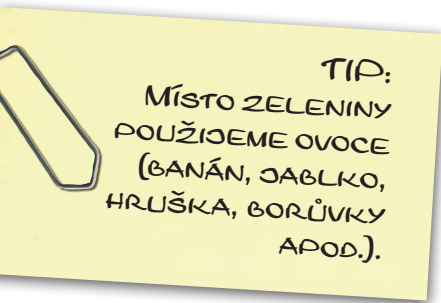 TIP:
MÍSTO ZELENINY
POUŽIJEME OVOCE
(BANÁN, JABLKO,
HRUŠKA, BORŮVKY
APOD.).